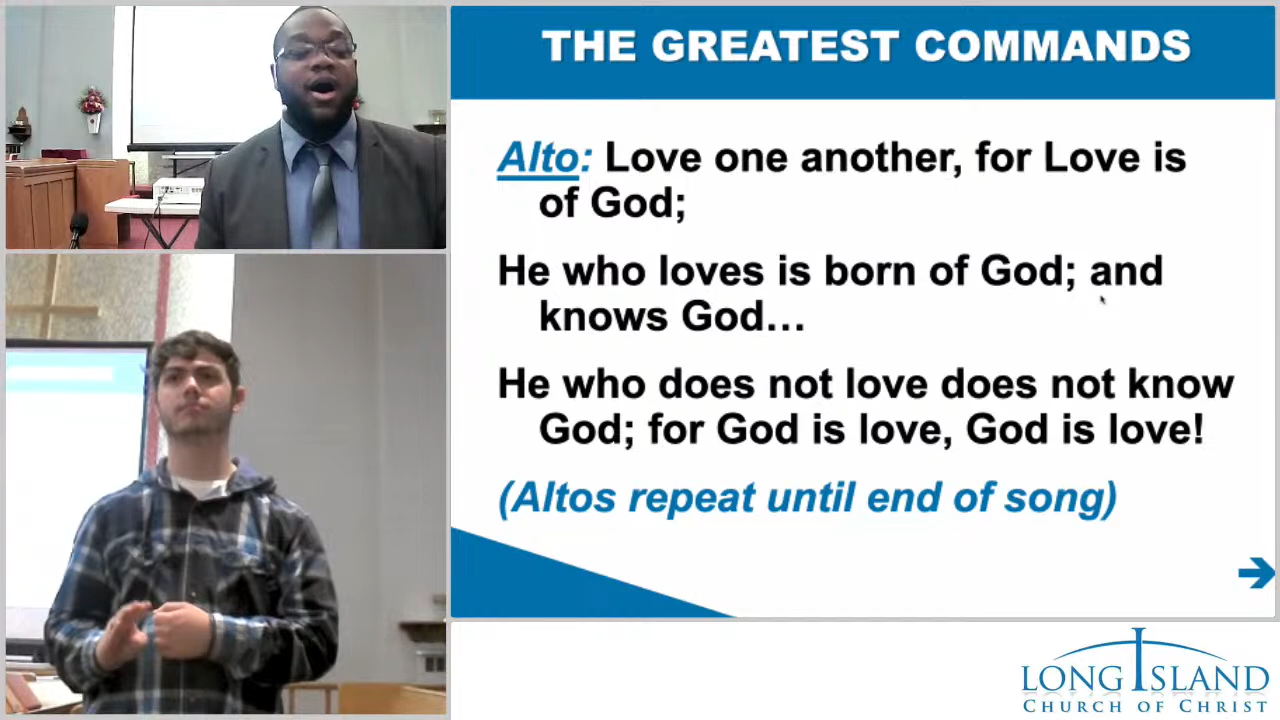 THE GREATEST COMMANDS
Alto: Love one another, for Love is
of God;
He who loves is born of God; and
knows God...
He who does not love does not know
God; for God is love, God is love!
(Altos repeat until end of song)
LONG ISLAND
CHURCH OF CHRIST